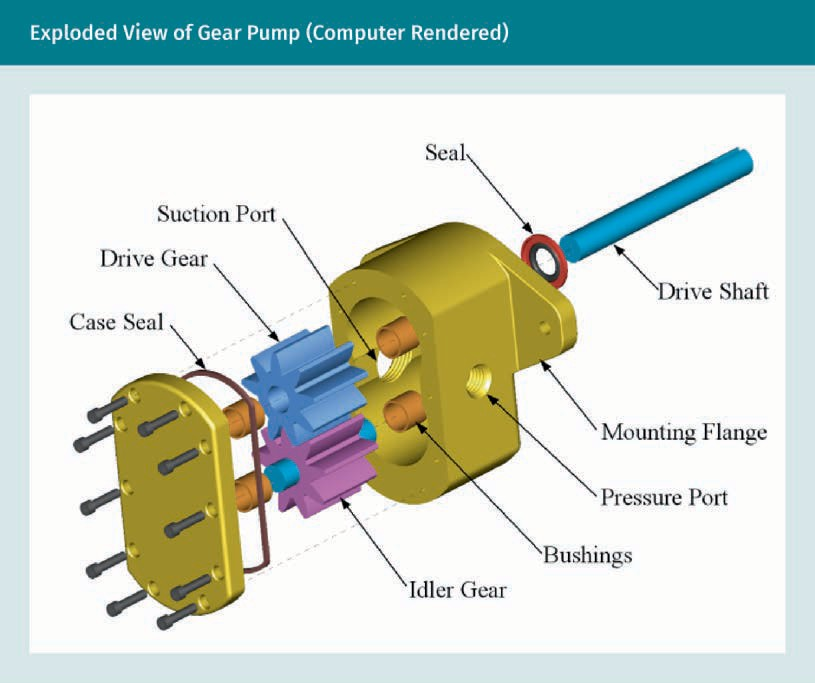 Exploded View of Gear Pump (Computer Rendered)
Seal
Suction Port
Drive Gear
Drive Shaft
Case Seal
Mounting Flange
Pressure Port
Bushings
Idler Gear